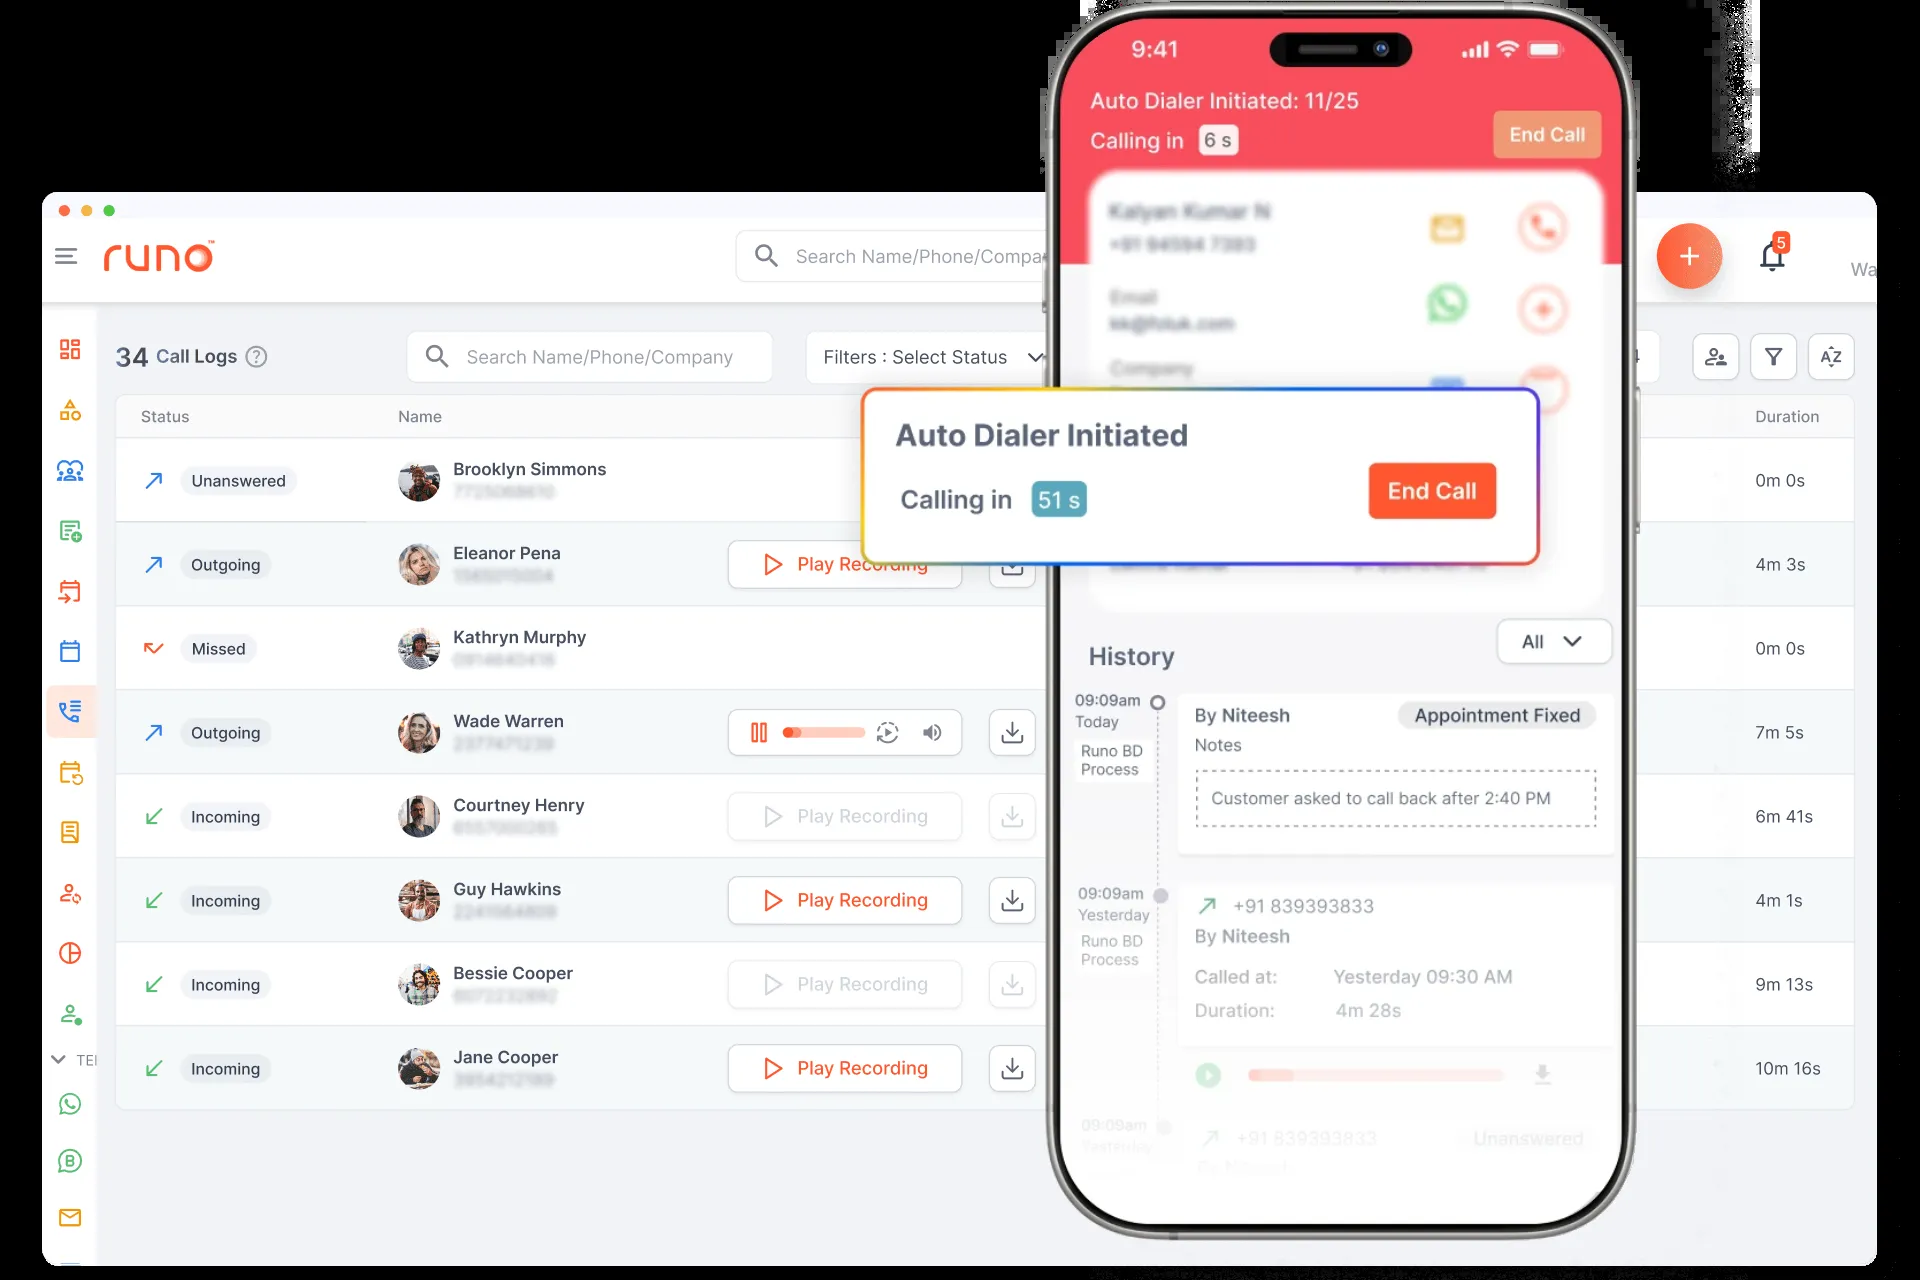 9:41
Auto Dialer Initiated: 11/25
Calling in 6 s
End Call
Kalyan Kumar N
Email
Company
runo™
Search Name/Phone/Compa
+
5
Wa
34 Call Logs ?
Search Name/Phone/Company
Filters : Select Status
AZ
Status Name Duration
Auto Dialer Initiated
Calling in 51 s
End Call
Unanswered Brooklyn Simmons 0m 0s
Outgoing Eleanor Pena Play Recording 4m 3s
Missed Kathryn Murphy 0m 0s
Outgoing Wade Warren 7m 5s
Incoming Courtney Henry Play Recording 6m 41s
Incoming Guy Hawkins Play Recording 4m 1s
Incoming Bessie Cooper Play Recording 9m 13s
Incoming Jane Cooper Play Recording 10m 16s
TEI
B
History
All
09:09am
Today
Runo BD
Process
By Niteesh
Appointment Fixed
Notes
Customer asked to call back after 2:40 PM
09:09am
Yesterday
Runo BD
Process
+91 839393833
By Niteesh
Called at: Yesterday 09:30 AM
Duration: 4m 28s
09:09am
Yesterday
+91 839393833
Unanswered
By Niteesh